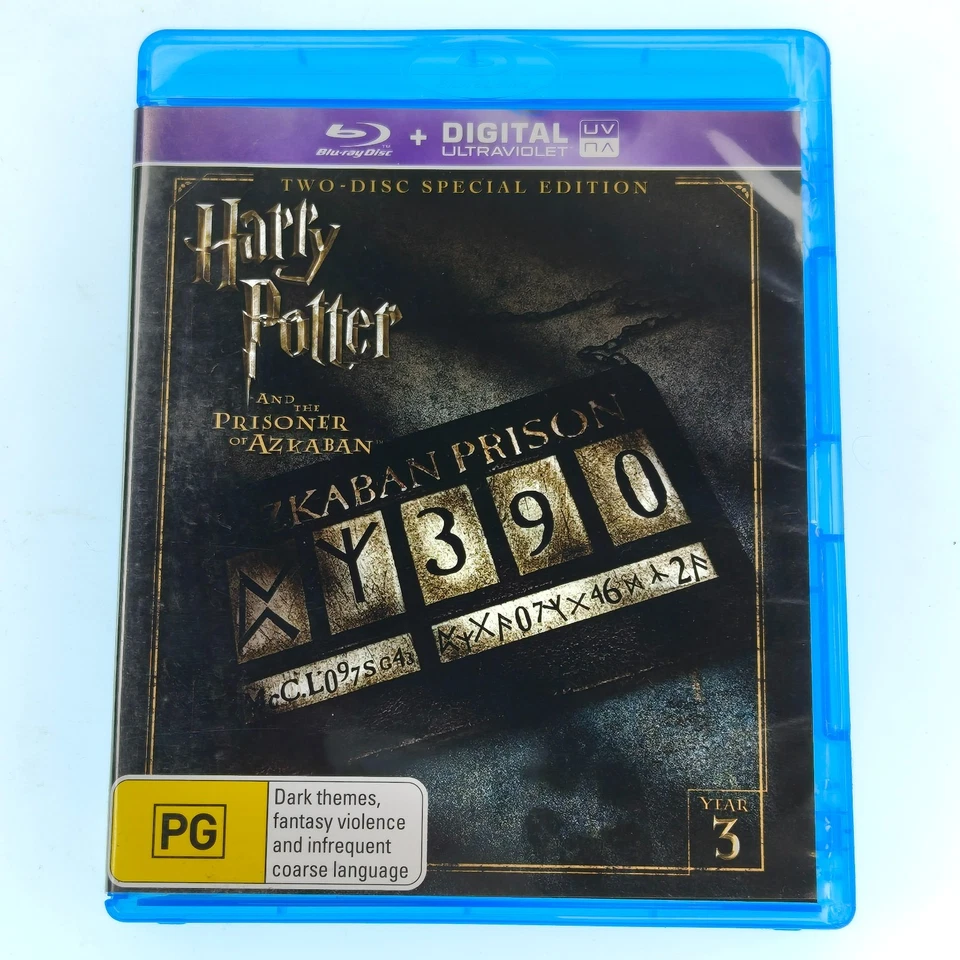 Blu-ray Disc + DIGITAL ULTRAVIOLET UV
TWO-DISC SPECIAL EDITION
Harry
Potter
AND THE
PRISONER
OF AZKABAN
ZKABAN PRISON
390
YEAR
3
PG
Dark themes,
fantasy violence
and infrequent
coarse language